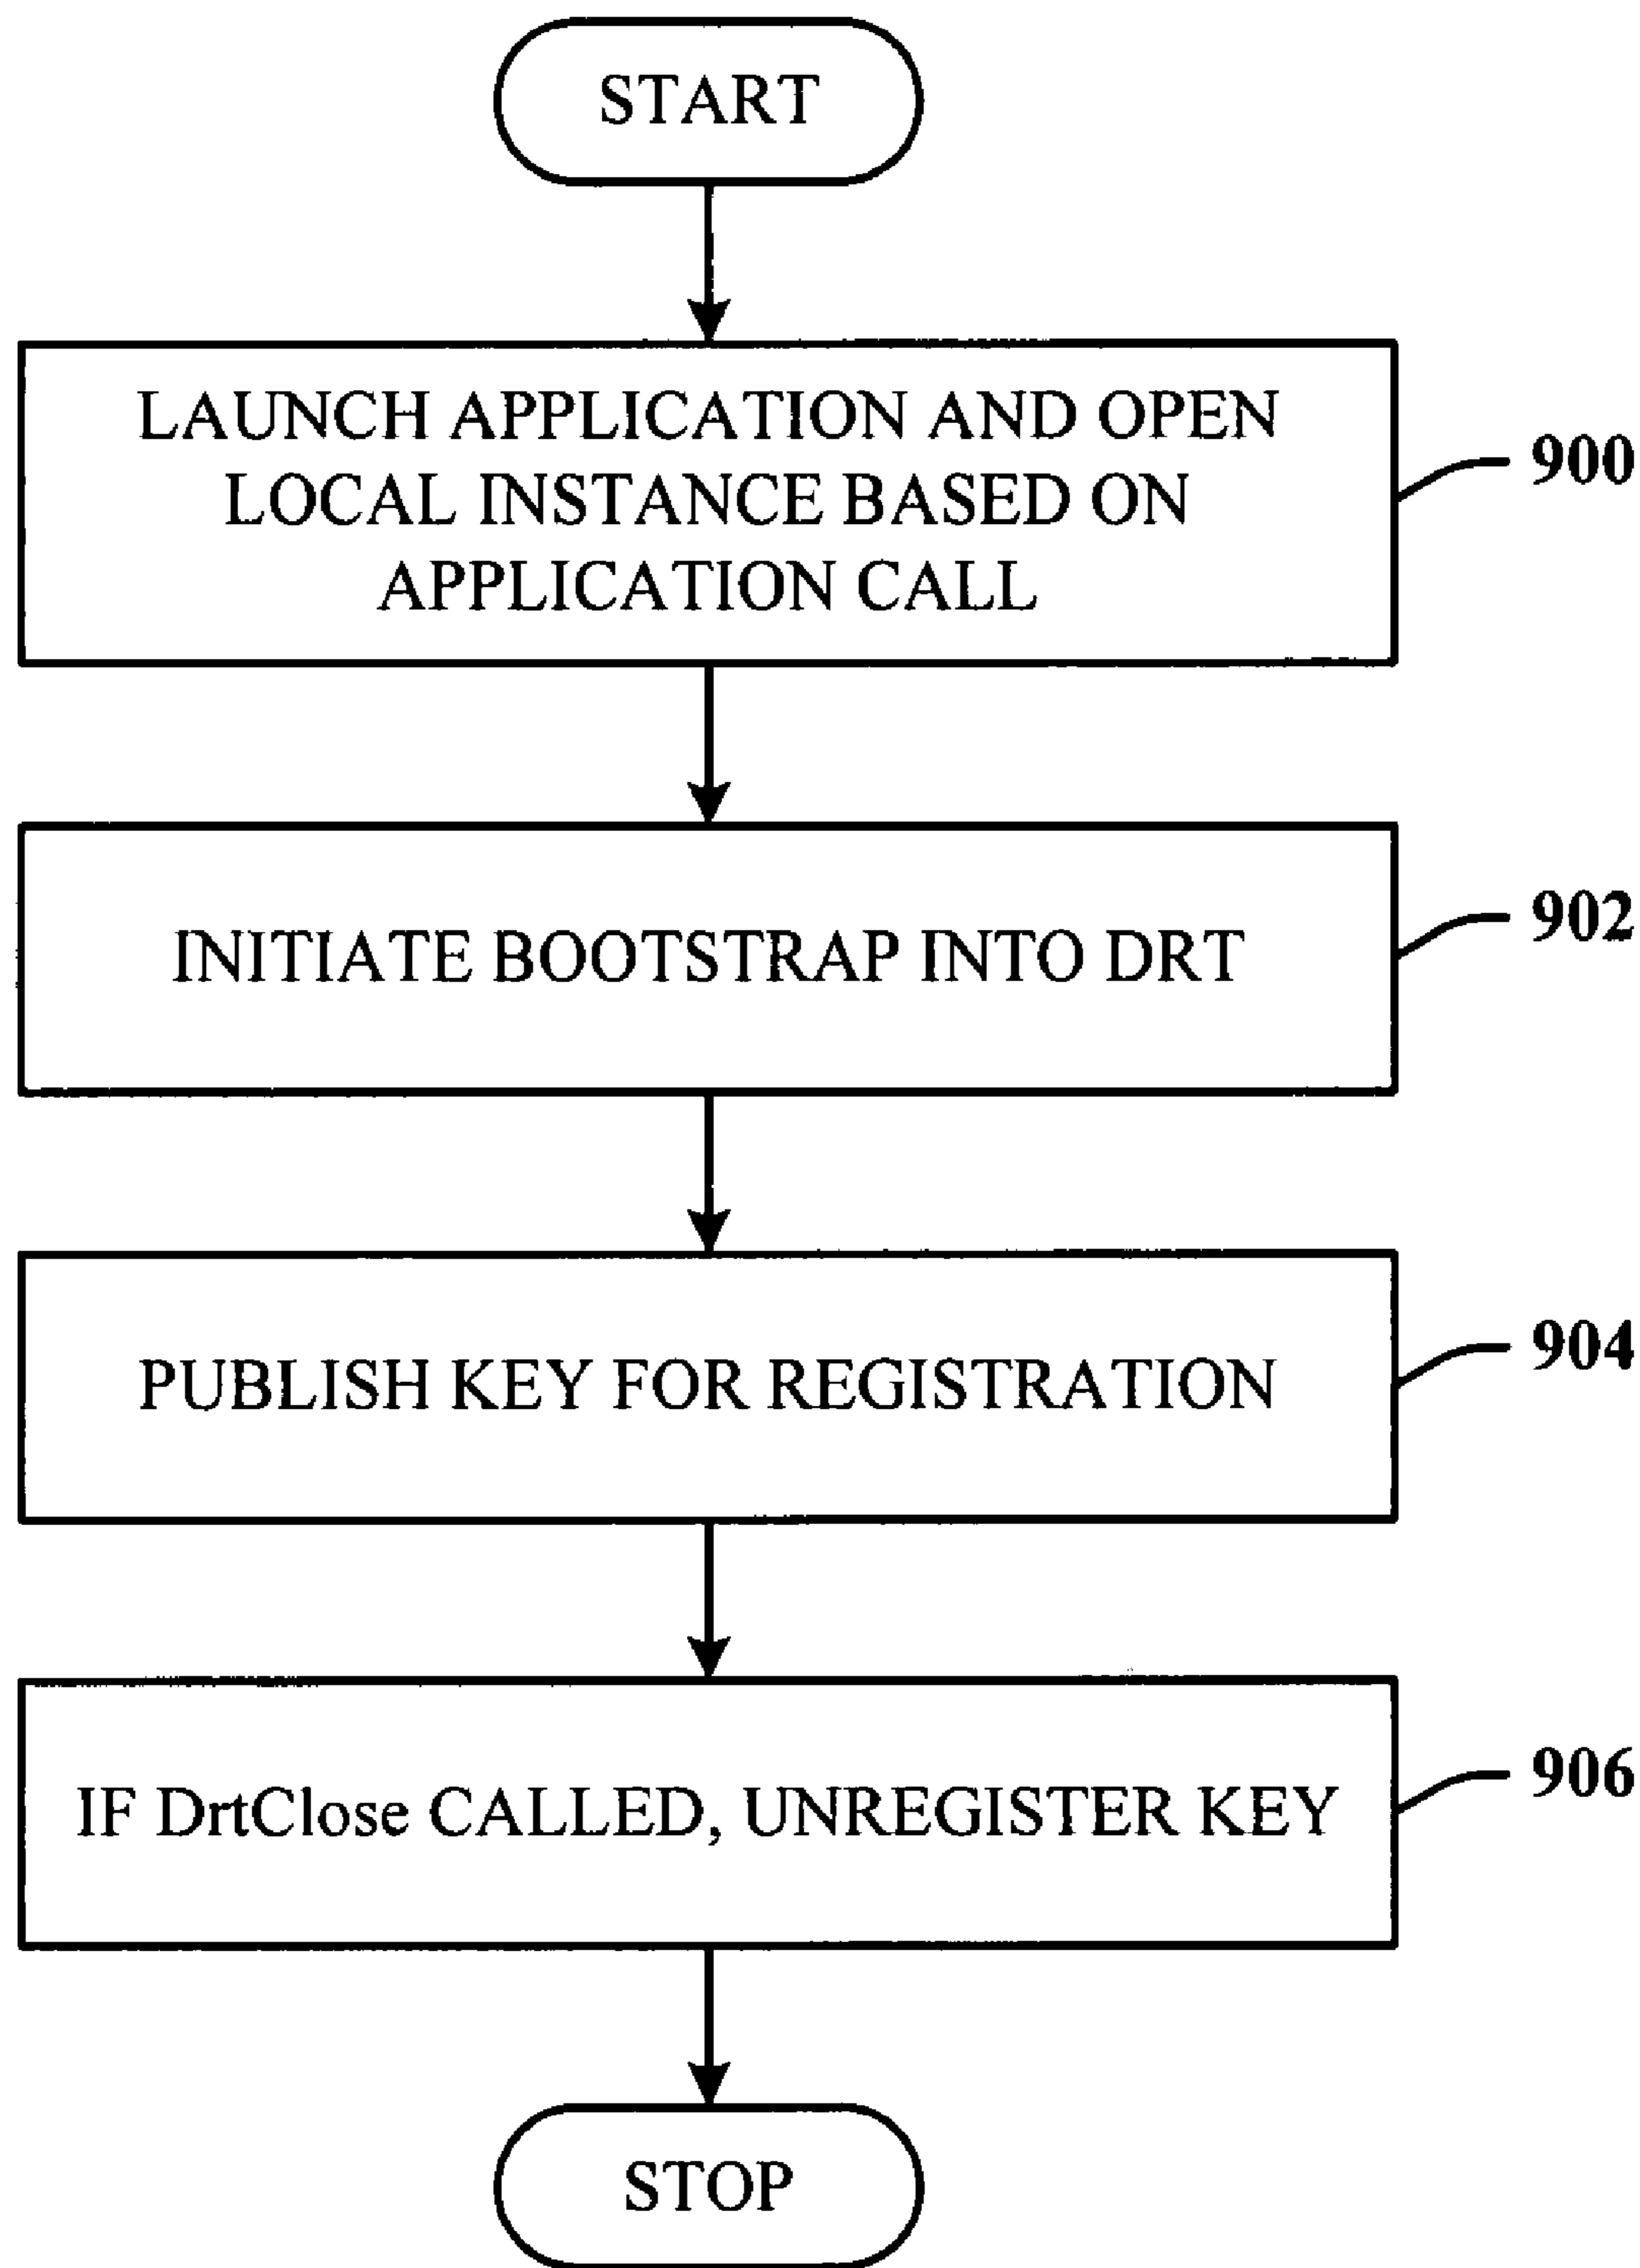 START
LAUNCH APPLICATION AND OPEN
LOCAL INSTANCE BASED ON
APPLICATION CALL
900
INITIATE BOOTSTRAP INTO DRT
902
PUBLISH KEY FOR REGISTRATION
904
IF DrtClose CALLED, UNREGISTER KEY
906
STOP